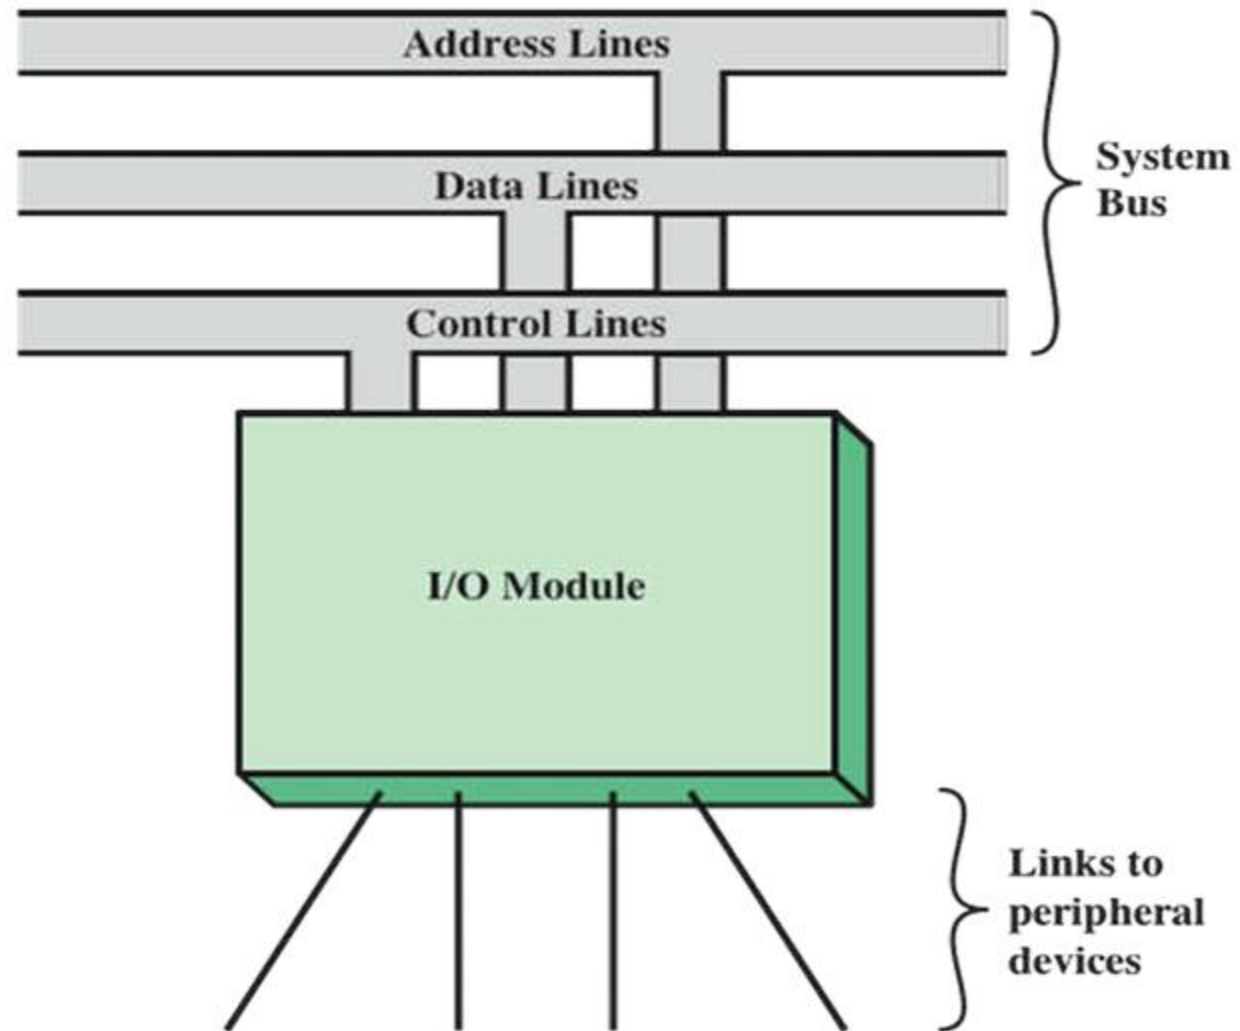 Address Lines
Data Lines
System
Bus
Control Lines
I/O Module
Links to
peripheral
devices